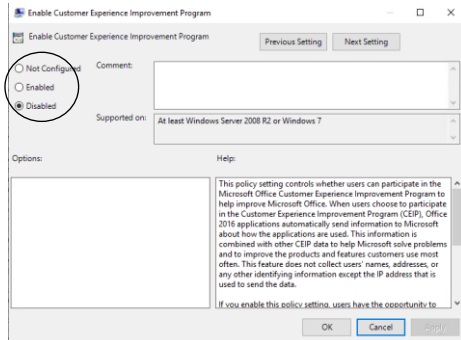 Enable Customer Experience Improvement Program
Enable Customer Experience Improvement Program
Previous Setting
Next Setting
Not Configured
Enabled
Disabled
Comment:
Supported on:
At least Windows Server 2008 R2 or Windows 7
Options:
Help:
This policy setting controls whether users can participate in the
Microsoft Office Customer Experience Improvement Program to
help improve Microsoft Office. When users choose to participate
in the Customer Experience Improvement Program (CEIP), Office
2016 applications automatically send information to Microsoft
about how the applications are used. This information is
combined with other CEIP data to help Microsoft solve problems
and to improve the products and features customers use most
often. This feature does not collect users' names, addresses, or
any other identifying information except the IP address that is
used to send the data.
If you enable this policy setting, users have the opportunity to
OK
Cancel
Apply